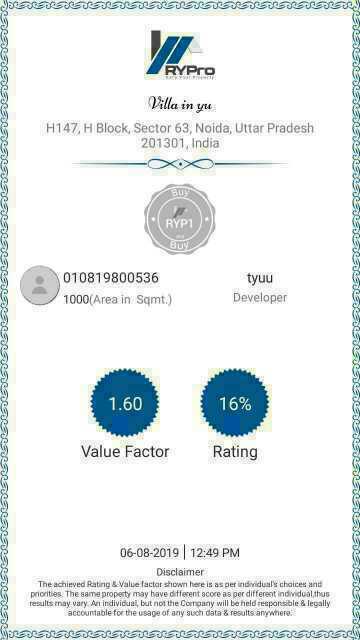 RYPro
Rate Your Property
Villa in yu
H147, H Block, Sector 63, Noida, Uttar Pradesh
201301, India
Buy
RYP1
Buy
010819800536
tyuu
1000(Area in Sqmt.)
Developer
1.60
16%
Value Factor
Rating
06-08-2019 | 12:49 PM
Disclaimer
The achieved Rating & Value factor shown here is as per individual's choices and
priorities. The same property may have different score as per different individual,thus
results may vary. An individual, but not the Company will be held responsible & legally
accountable for the usage of any such data & results anywhere.